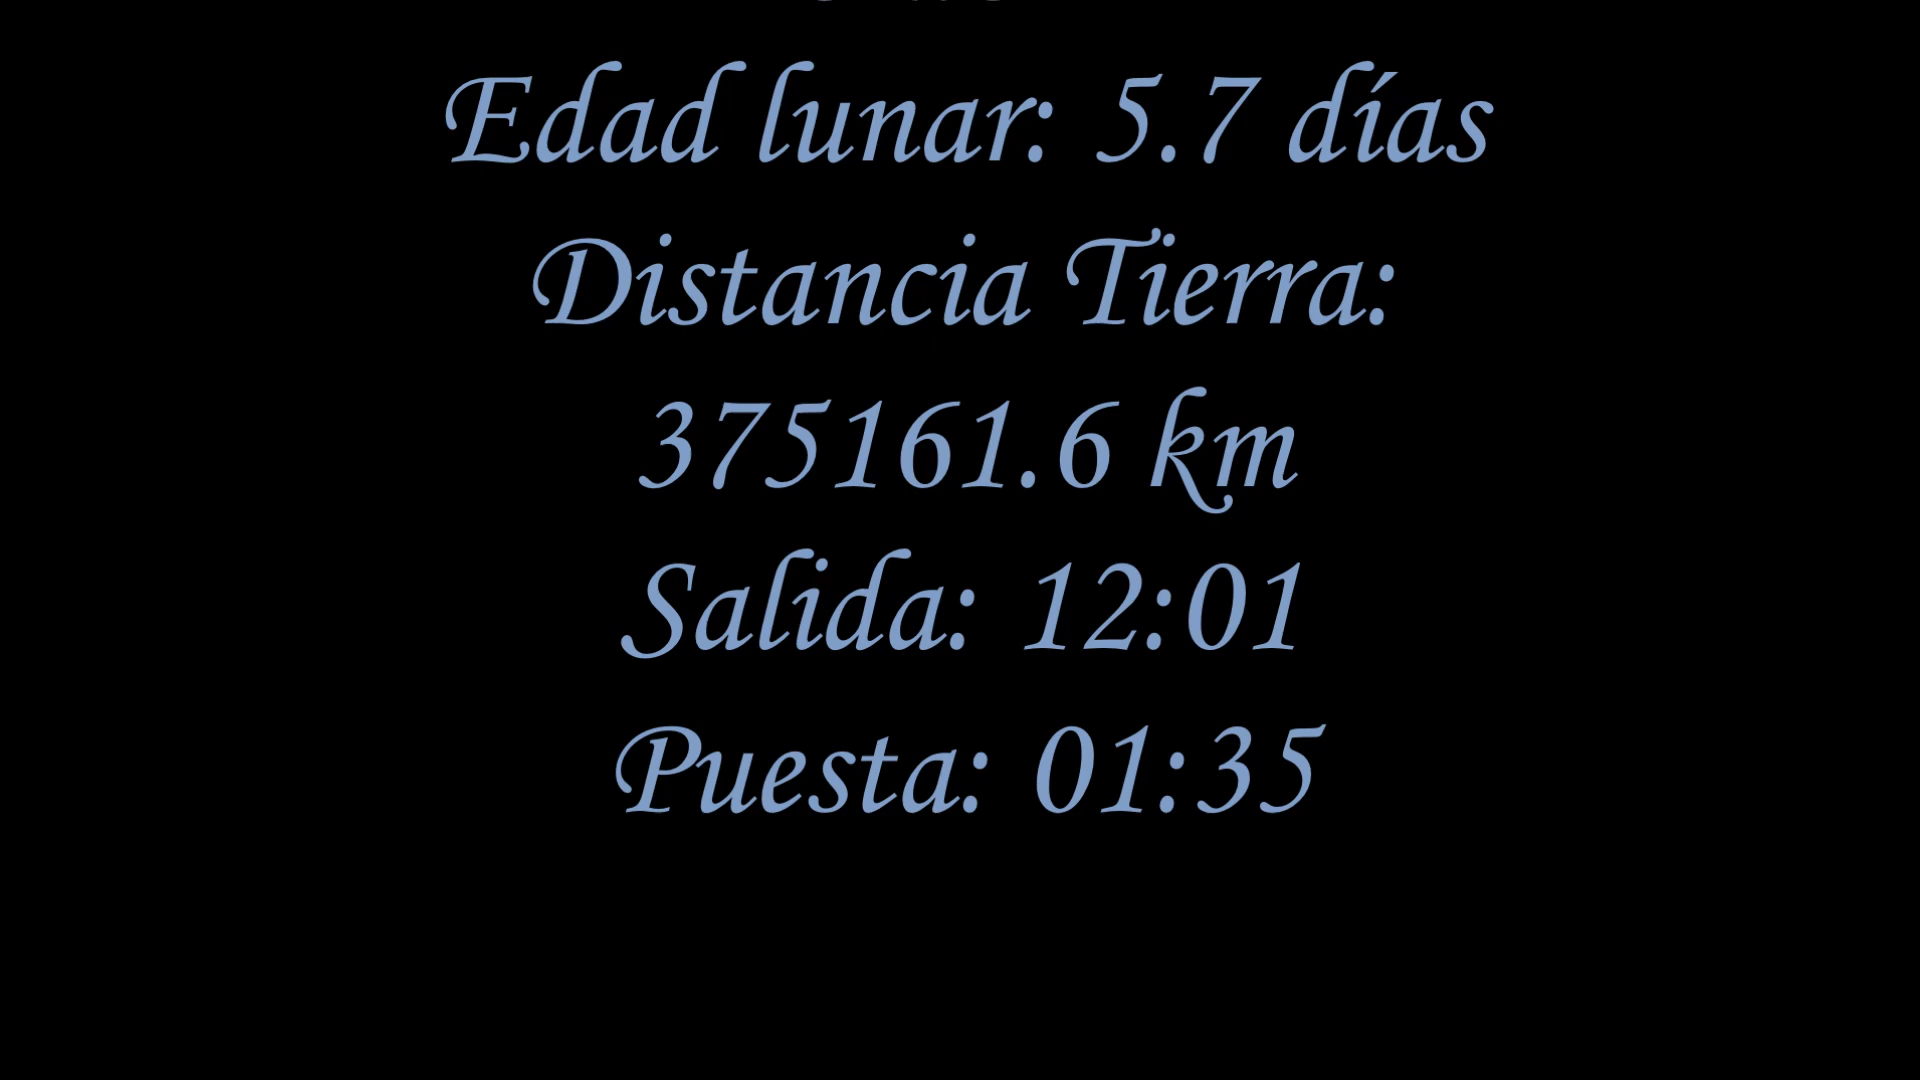 Edad lunar: 5.7 días
Distancia Tierra:
375161.6 km
Salida: 12:01
Puesta: 01:35